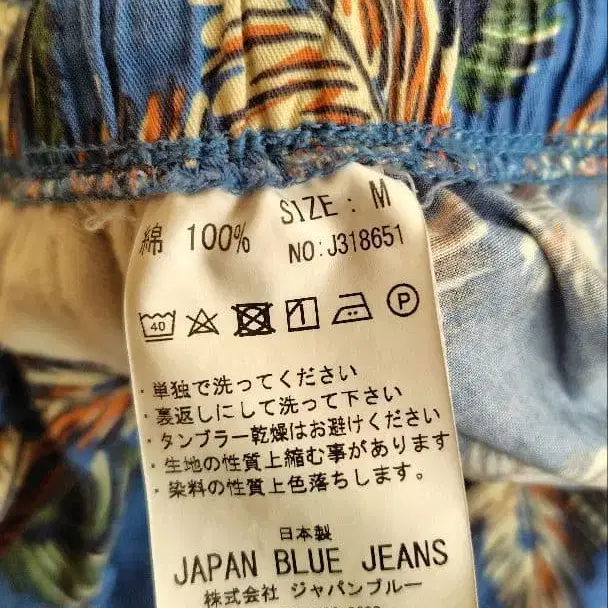 綿 100% SIZE : M
NO:J318651
40 P
・単独で洗ってください
・裏返しにして洗って下さい
・タンブラー乾燥はお避けください
・生地の性質上縮む事があります
・染料の性質上色落ちします。
日本製
JAPAN BLUE JEANS
株式会社 ジャパンブルー